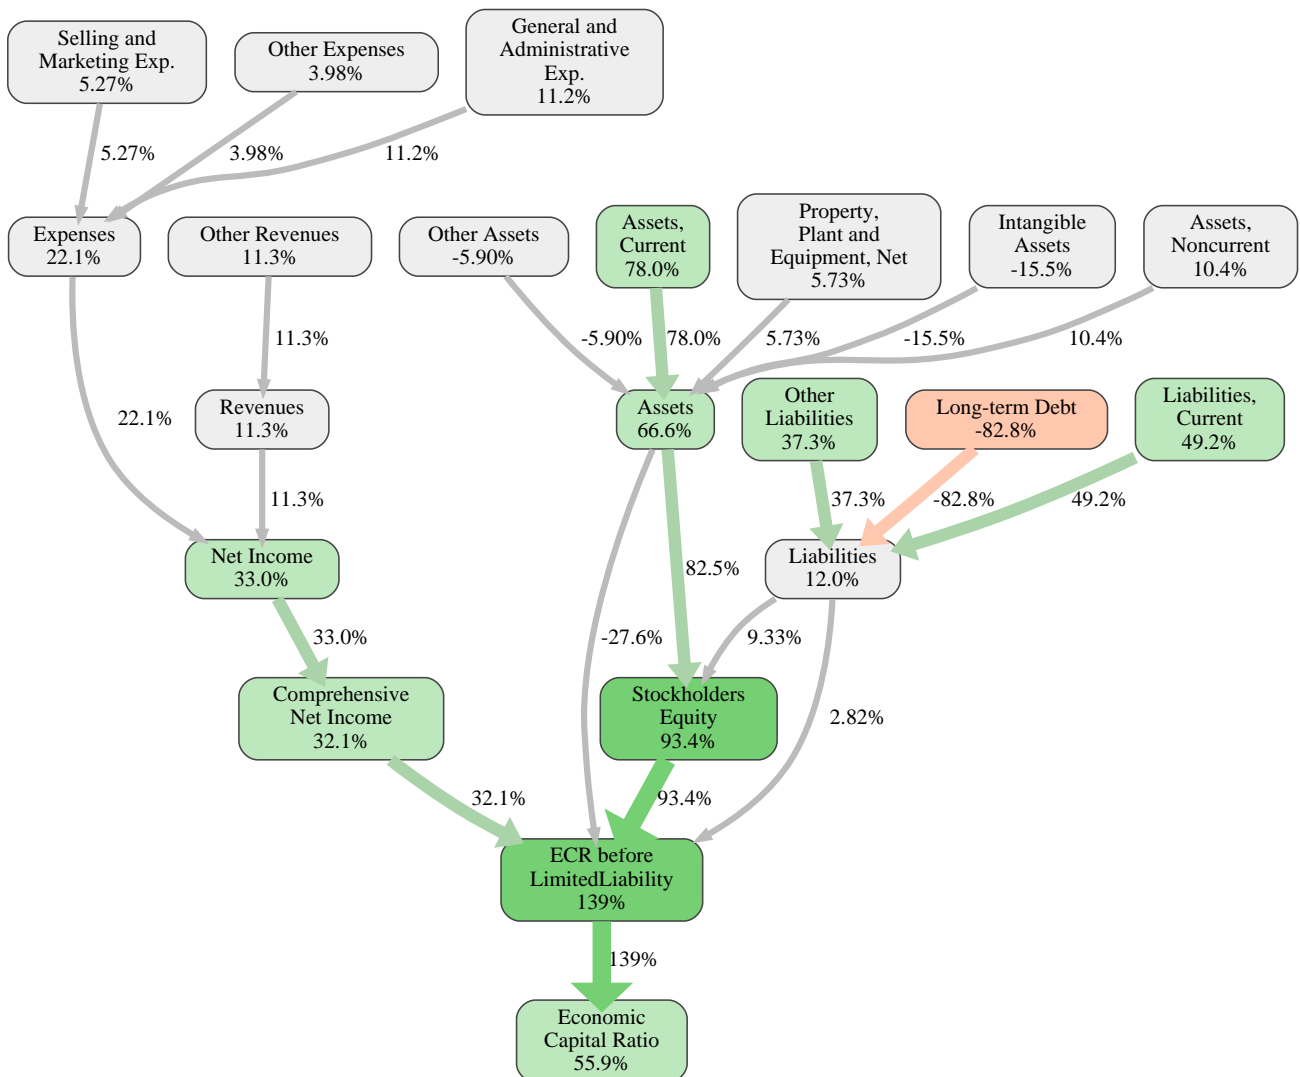 Selling and
Marketing Exp.
5.27%
Other Expenses
3.98%
General and
Administrative
Exp.
11.2%
5.27%
3.98%
11.2%
Expenses
22.1%
Other Revenues
11.3%
Other Assets
-5.90%
Assets,
Current
78.0%
Property,
Plant and
Equipment, Net
5.73%
Intangible
Assets
-15.5%
Assets,
Noncurrent
10.4%
11.3%
-5.90%
78.0%
5.73%
-15.5%
10.4%
22.1%
Revenues
11.3%
Assets
66.6%
Other
Liabilities
37.3%
Long-term Debt
-82.8%
Liabilities,
Current
49.2%
11.3%
37.3%
-82.8%
49.2%
Net Income
33.0%
82.5%
Liabilities
12.0%
33.0%
-27.6%
9.33%
Comprehensive
Net Income
32.1%
Stockholders
Equity
93.4%
2.82%
32.1%
93.4%
ECR before
LimitedLiability
139%
139%
Economic
Capital Ratio
55.9%